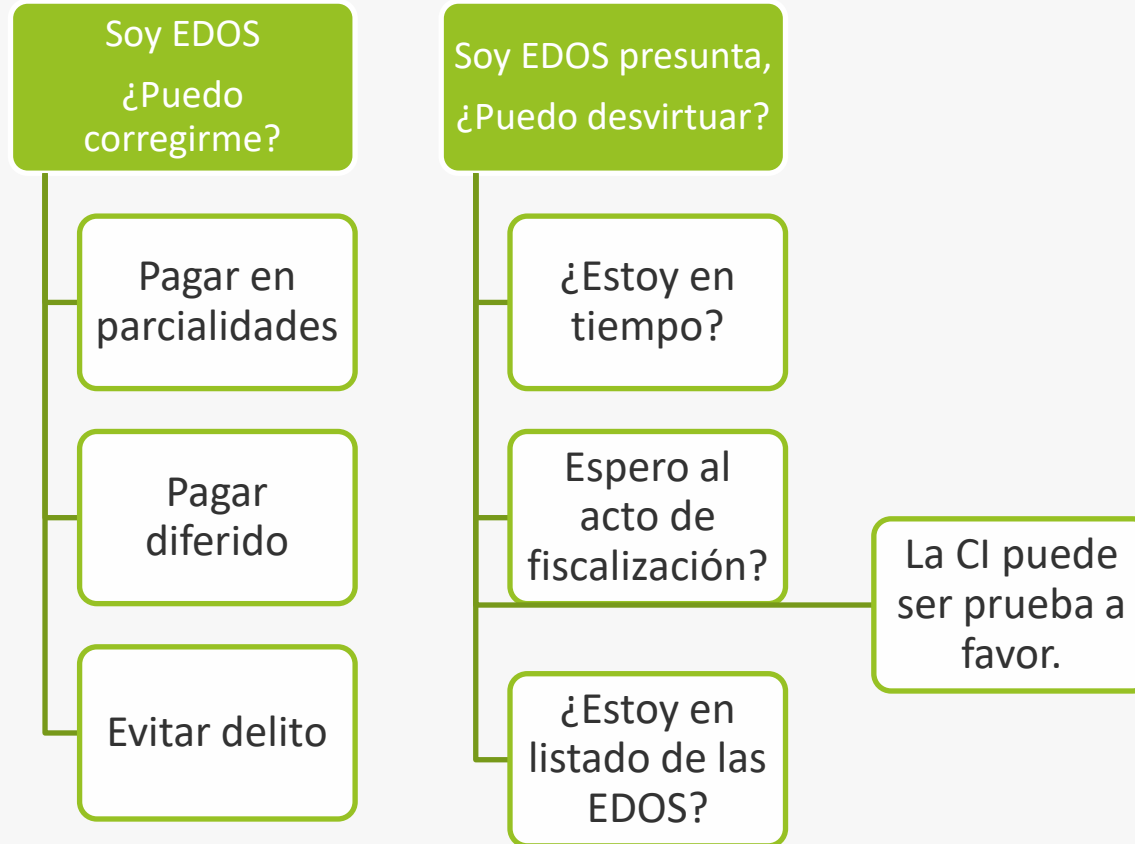 Soy EDOS
¿Puedo
corregirme?
Pagar en
parcialidades
Pagar
diferido
Evitar delito
Soy EDOS presunta,
¿Puedo desvirtuar?
¿Estoy en
tiempo?
Espero al
acto de
fiscalización?
La CI puede
ser prueba a
favor.
¿Estoy en
listado de las
EDOS?